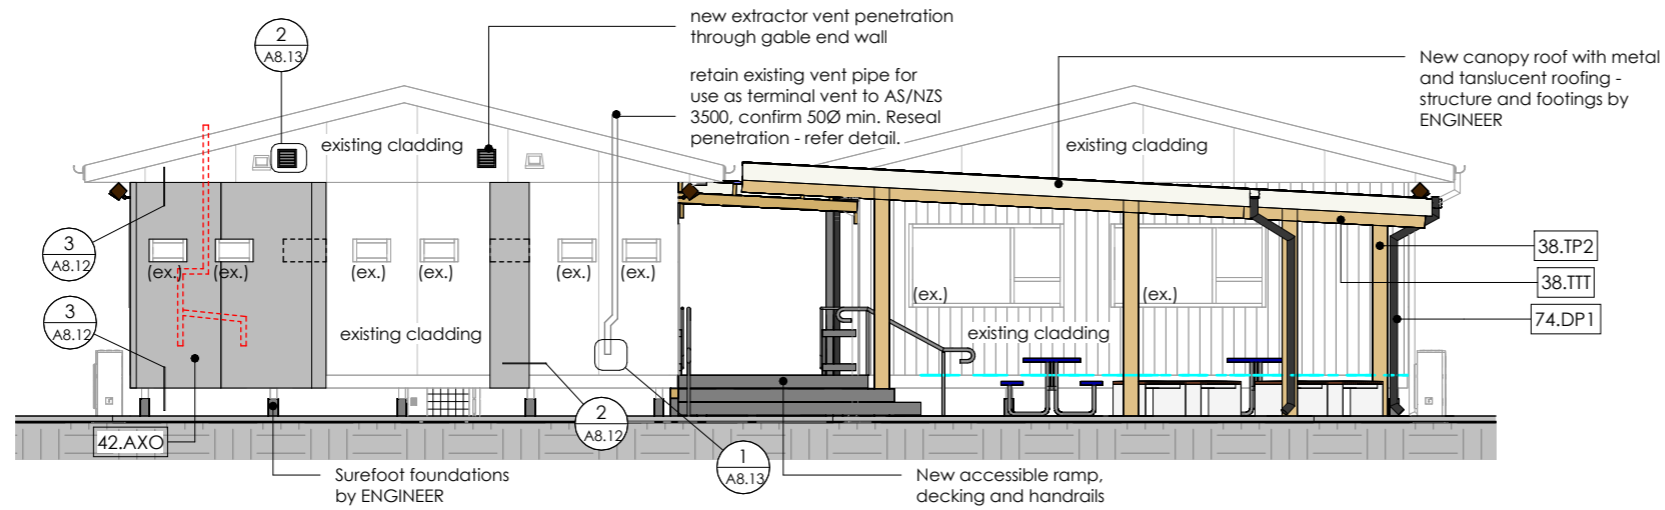 new extractor vent penetration
through gable end wall
2
A8.13
retain existing vent pipe for
use as terminal vent to AS/NZS
3500, confirm 50Ø min. Reseal
penetration - refer detail.
New canopy roof with metal
and tanslucent roofing -
structure and footings by
ENGINEER
existing cladding
existing cladding
3
A8.12
(ex.)
(ex.)
(ex.)
(ex.)
(ex.)
(ex.)
(ex.)
(ex.)
38.TP2
38.TTT
74.DP1
3
A8.12
existing cladding
existing cladding
2
A8.12
42.AXO
1
A8.13
Surefoot foundations
by ENGINEER
New accessible ramp,
decking and handrails